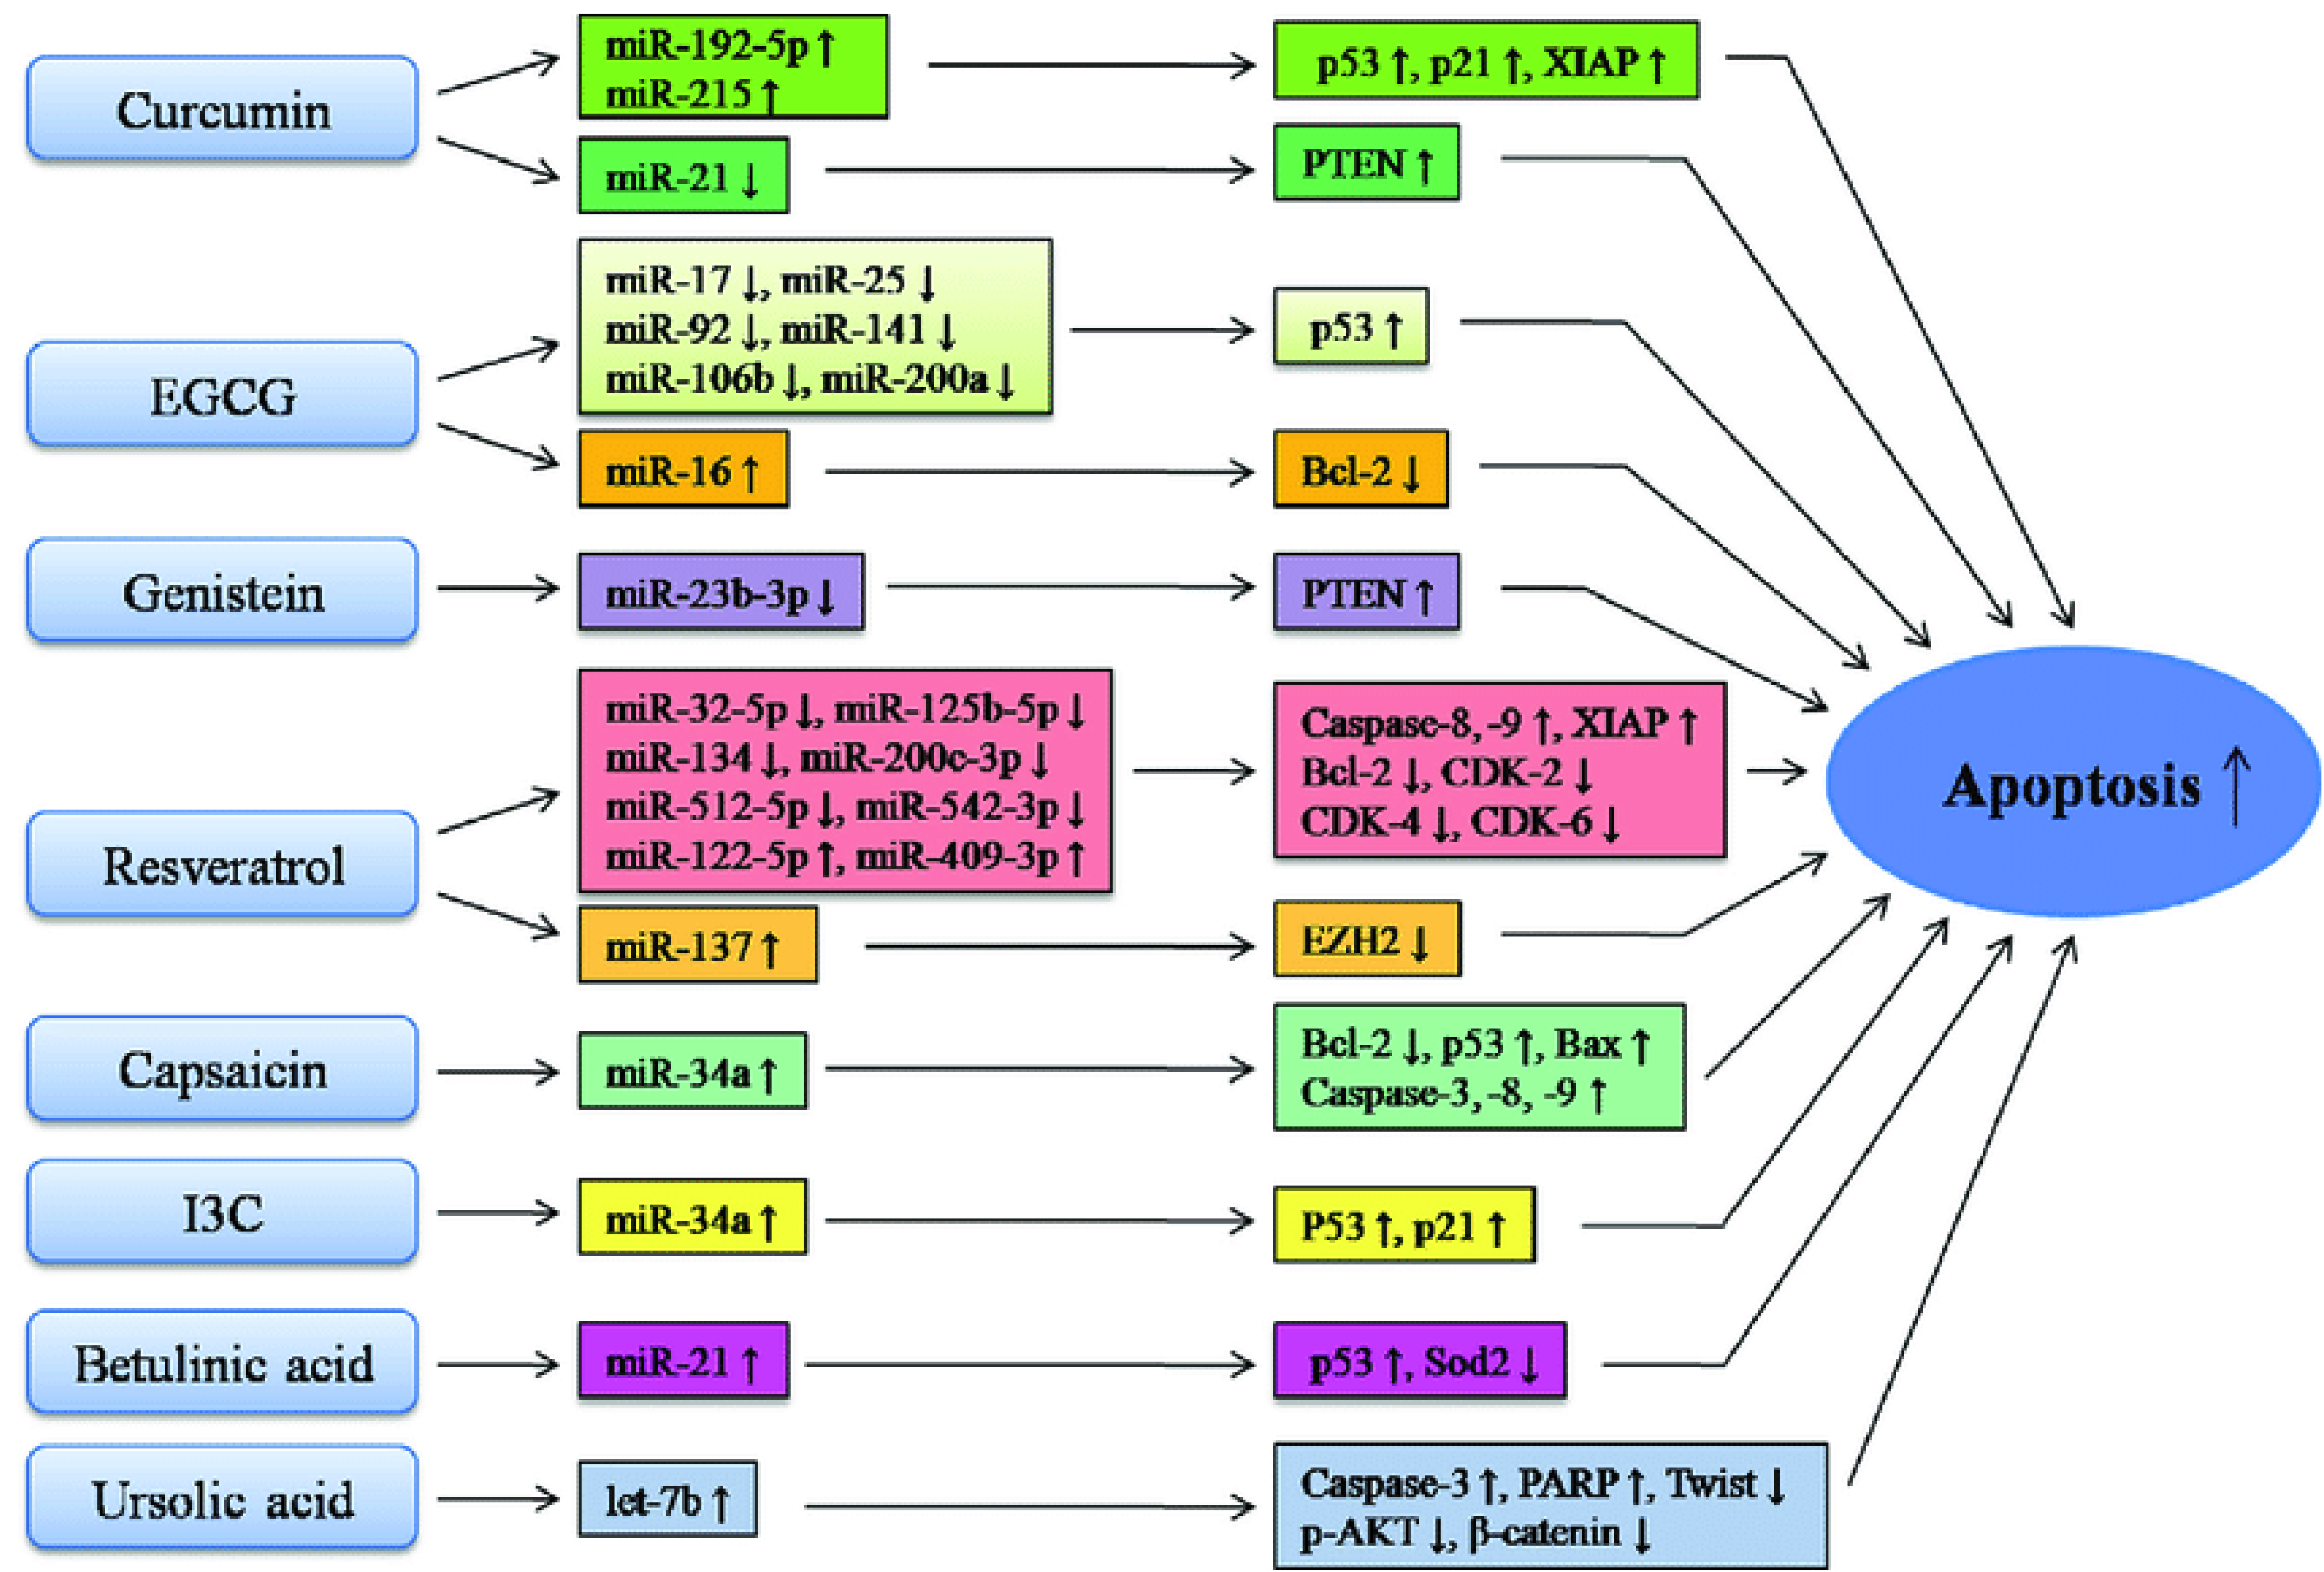 Curcumin
miR-192-5p ↑
miR-215 ↑
p53 ↑, p21 ↑, XIAP ↑
miR-21 ↓
PTEN ↑
EGCG
miR-17 ↓, miR-25 ↓
miR-92 ↓, miR-141 ↓
miR-106b ↓, miR-200a ↓
p53 ↑
miR-16 ↑
Bcl-2 ↓
Genistein
miR-23b-3p ↓
PTEN ↑
Resveratrol
miR-32-5p ↓, miR-125b-5p ↓
miR-134 ↓, miR-200c-3p ↓
miR-512-5p ↓, miR-542-3p ↓
miR-122-5p ↑, miR-409-3p ↑
Caspase-8, -9 ↑, XIAP ↑
Bcl-2 ↓, CDK-2 ↓
CDK-4 ↓, CDK-6 ↓
miR-137 ↑
EZH2 ↓
Capsaicin
miR-34a ↑
Bcl-2 ↓, p53 ↑, Bax ↑
Caspase-3, -8, -9 ↑
I3C
miR-34a ↑
P53 ↑, p21 ↑
Betulinic acid
miR-21 ↑
p53 ↑, Sod2 ↓
Ursolic acid
let-7b ↑
Caspase-3 ↑, PARP ↑, Twist ↓
p-AKT ↓, β-catenin ↓
Apoptosis ↑